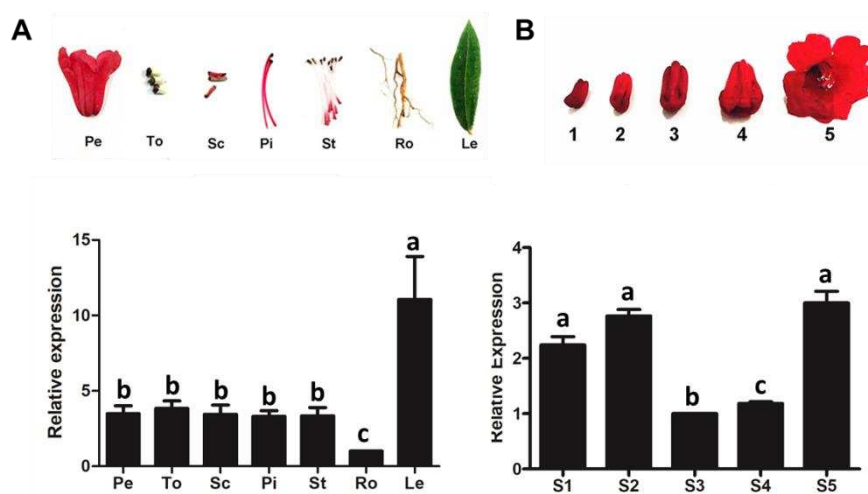 A
Pe To Sc Pi St Ro Le
B
1 2 3 4 5
Relative expression
15
10
5
0
b b b b b c a
Pe To Sc Pi St Ro Le
Relative Expression
4
3
2
1
0
a a b c a
S1 S2 S3 S4 S5